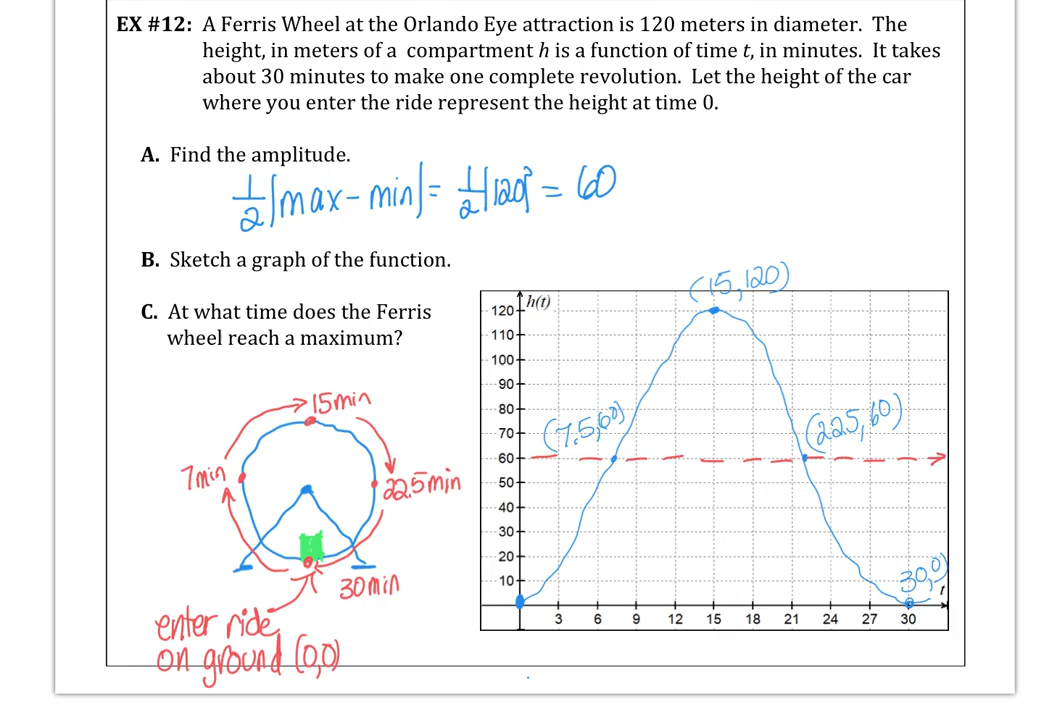 EX #12: A Ferris Wheel at the Orlando Eye attraction is 120 meters in diameter. The
height, in meters of a compartment h is a function of time t, in minutes. It takes
about 30 minutes to make one complete revolution. Let the height of the car
where you enter the ride represent the height at time 0.
A. Find the amplitude.
1/2|max-min| = 1/2|120| = 60
B. Sketch a graph of the function.
C. At what time does the Ferris
wheel reach a maximum?
15min
7min
22.5min
30min
enter ride
on ground (0,0)
(15,120)
h(t)
120
110
100
90
80
70
60
50
40
30
20
10
(7.5,60)
(22.5,60)
30,0)
t
3 6 9 12 15 18 21 24 27 30